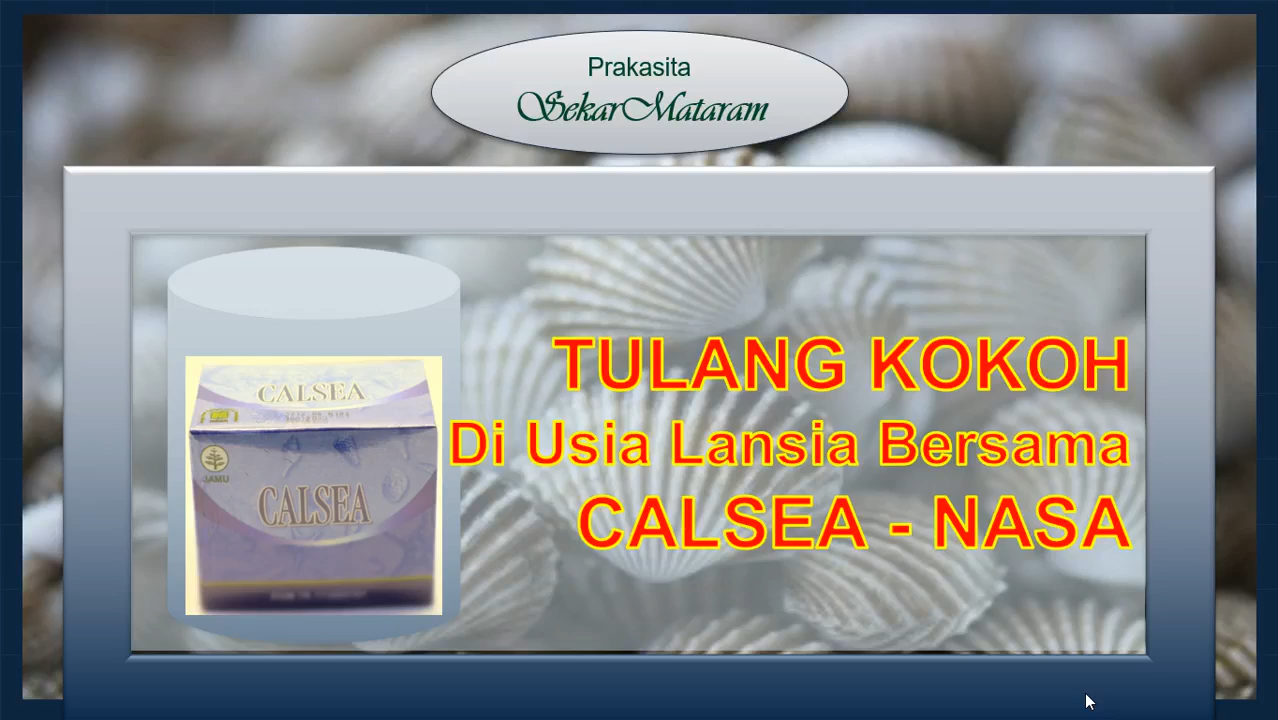 Prakasita
SekarMataram
CALSEA
JAMU
CALSEA
TULANG KOKOH
Di Usia Lansia Bersama
CALSEA - NASA